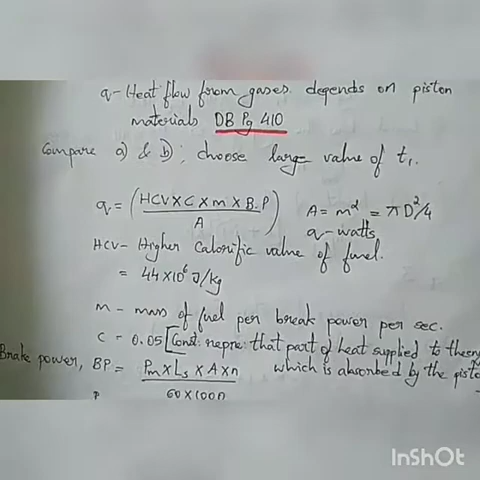 q - Heat flow from gases. depends on piston
materials DB Pg 410
Compare a) & b); choose large value of t₁.
q = (HCV × C × m × B.P / A) A = m² = πD²/4
q - watts
HCV - Higher Calorific value of fuel.
= 44×10⁶ J/kg
m - mass of fuel per break power per sec.
C - 0.05 [Const: repre: that part of heat supplied to the eng
Brake power, BP = Pm × Ls × A × n / 60 × 1000 which is absorbed by the pisto
InShOt